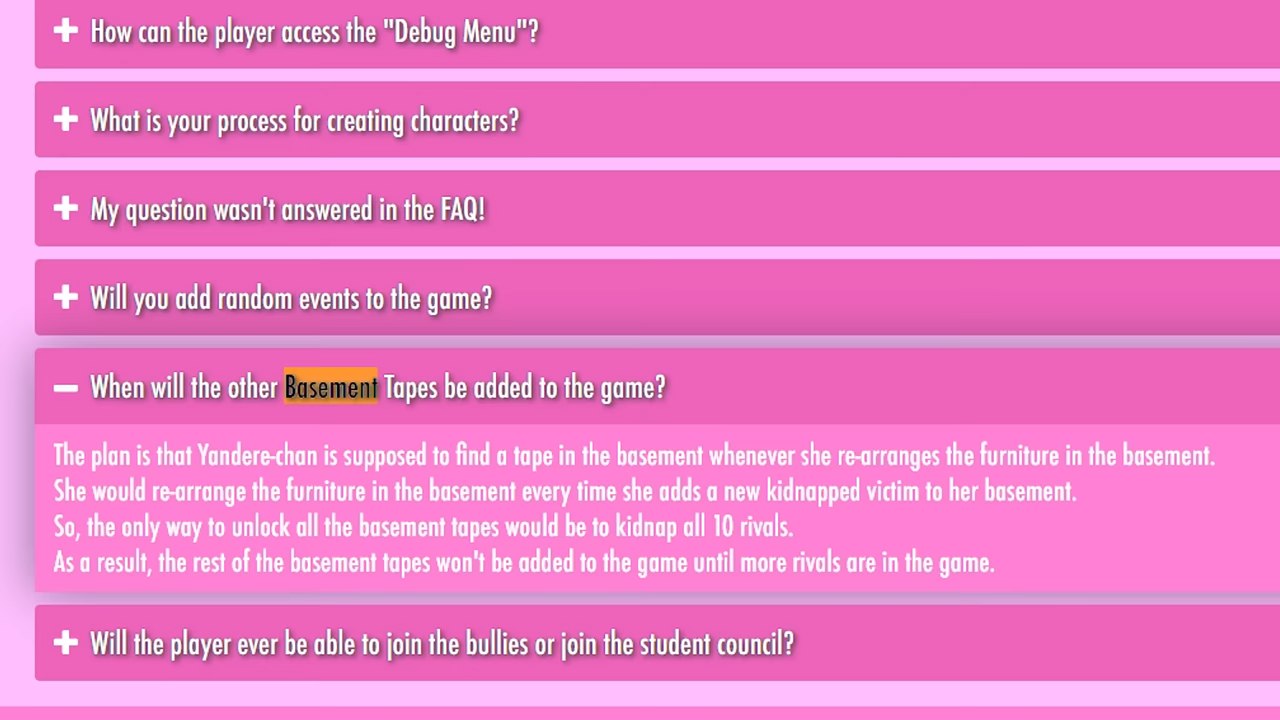 How can the player access the "Debug Menu"?
What is your process for creating characters?
My question wasn't answered in the FAQ!
Will you add random events to the game?
When will the other Basement Tapes be added to the game?
The plan is that Yandere-chan is supposed to find a tape in the basement whenever she re-arranges the furniture in the basement.
She would re-arrange the furniture in the basement every time she adds a new kidnapped victim to her basement.
So, the only way to unlock all the basement tapes would be to kidnap all 10 rivals.
As a result, the rest of the basement tapes won't be added to the game until more rivals are in the game.
Will the player ever be able to join the bullies or join the student council?